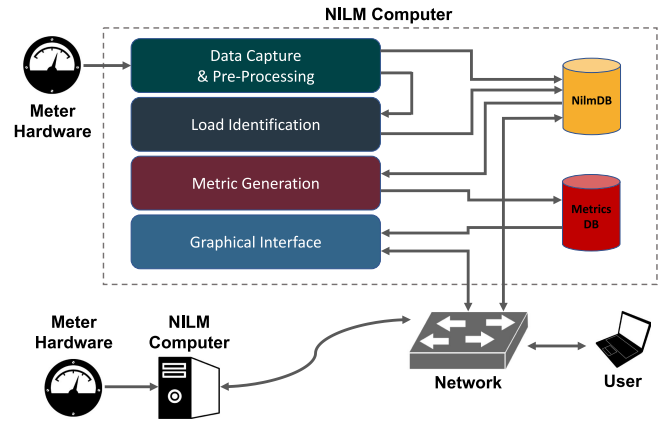 NILM Computer
Data Capture
& Pre-Processing
NilmDB
Meter
Hardware
Load Identification
Metric Generation
Metrics
DB
Graphical Interface
Meter
Hardware
NILM
Computer
Network
User